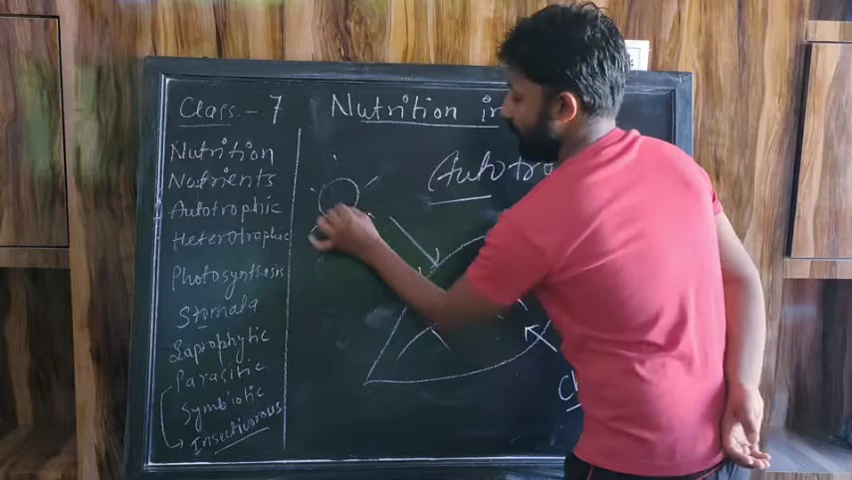 Class - 7
Nutrition in
Autotro
Nutrition
Nutrients
Autotrophic
Heterotrophic
Photosynthesis
Stomata
Saprophytic
Parasitic
Symbiotic
Insectivorous